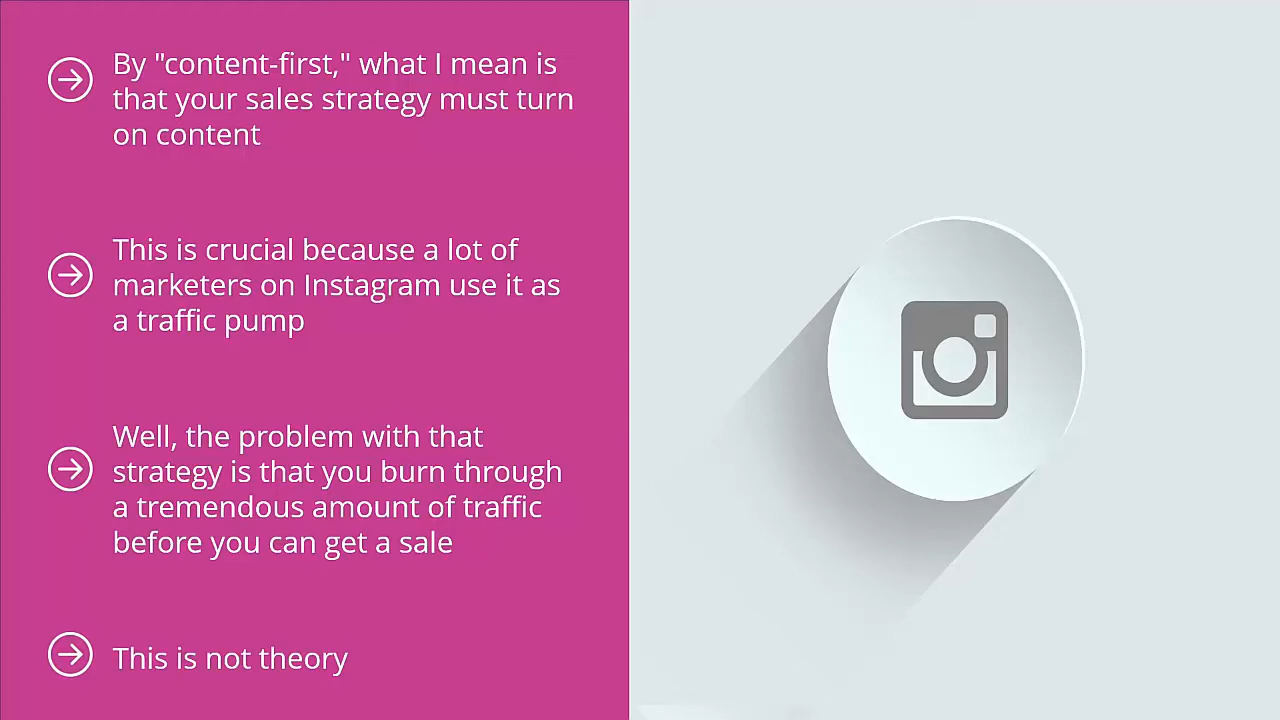 By "content-first," what I mean is
that your sales strategy must turn
on content
This is crucial because a lot of
marketers on Instagram use it as
a traffic pump
Well, the problem with that
strategy is that you burn through
a tremendous amount of traffic
before you can get a sale
This is not theory